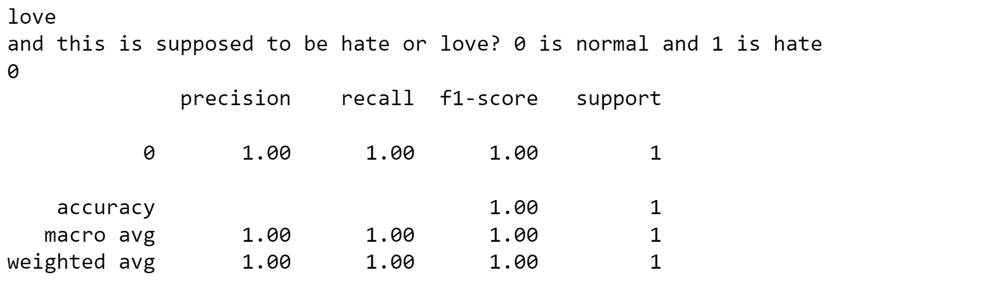 love
and this is supposed to be hate or love? 0 is normal and 1 is hate
0
precision recall f1-score support
0 1.00 1.00 1.00 1
accuracy 1.00 1
macro avg 1.00 1.00 1.00 1
weighted avg 1.00 1.00 1.00 1